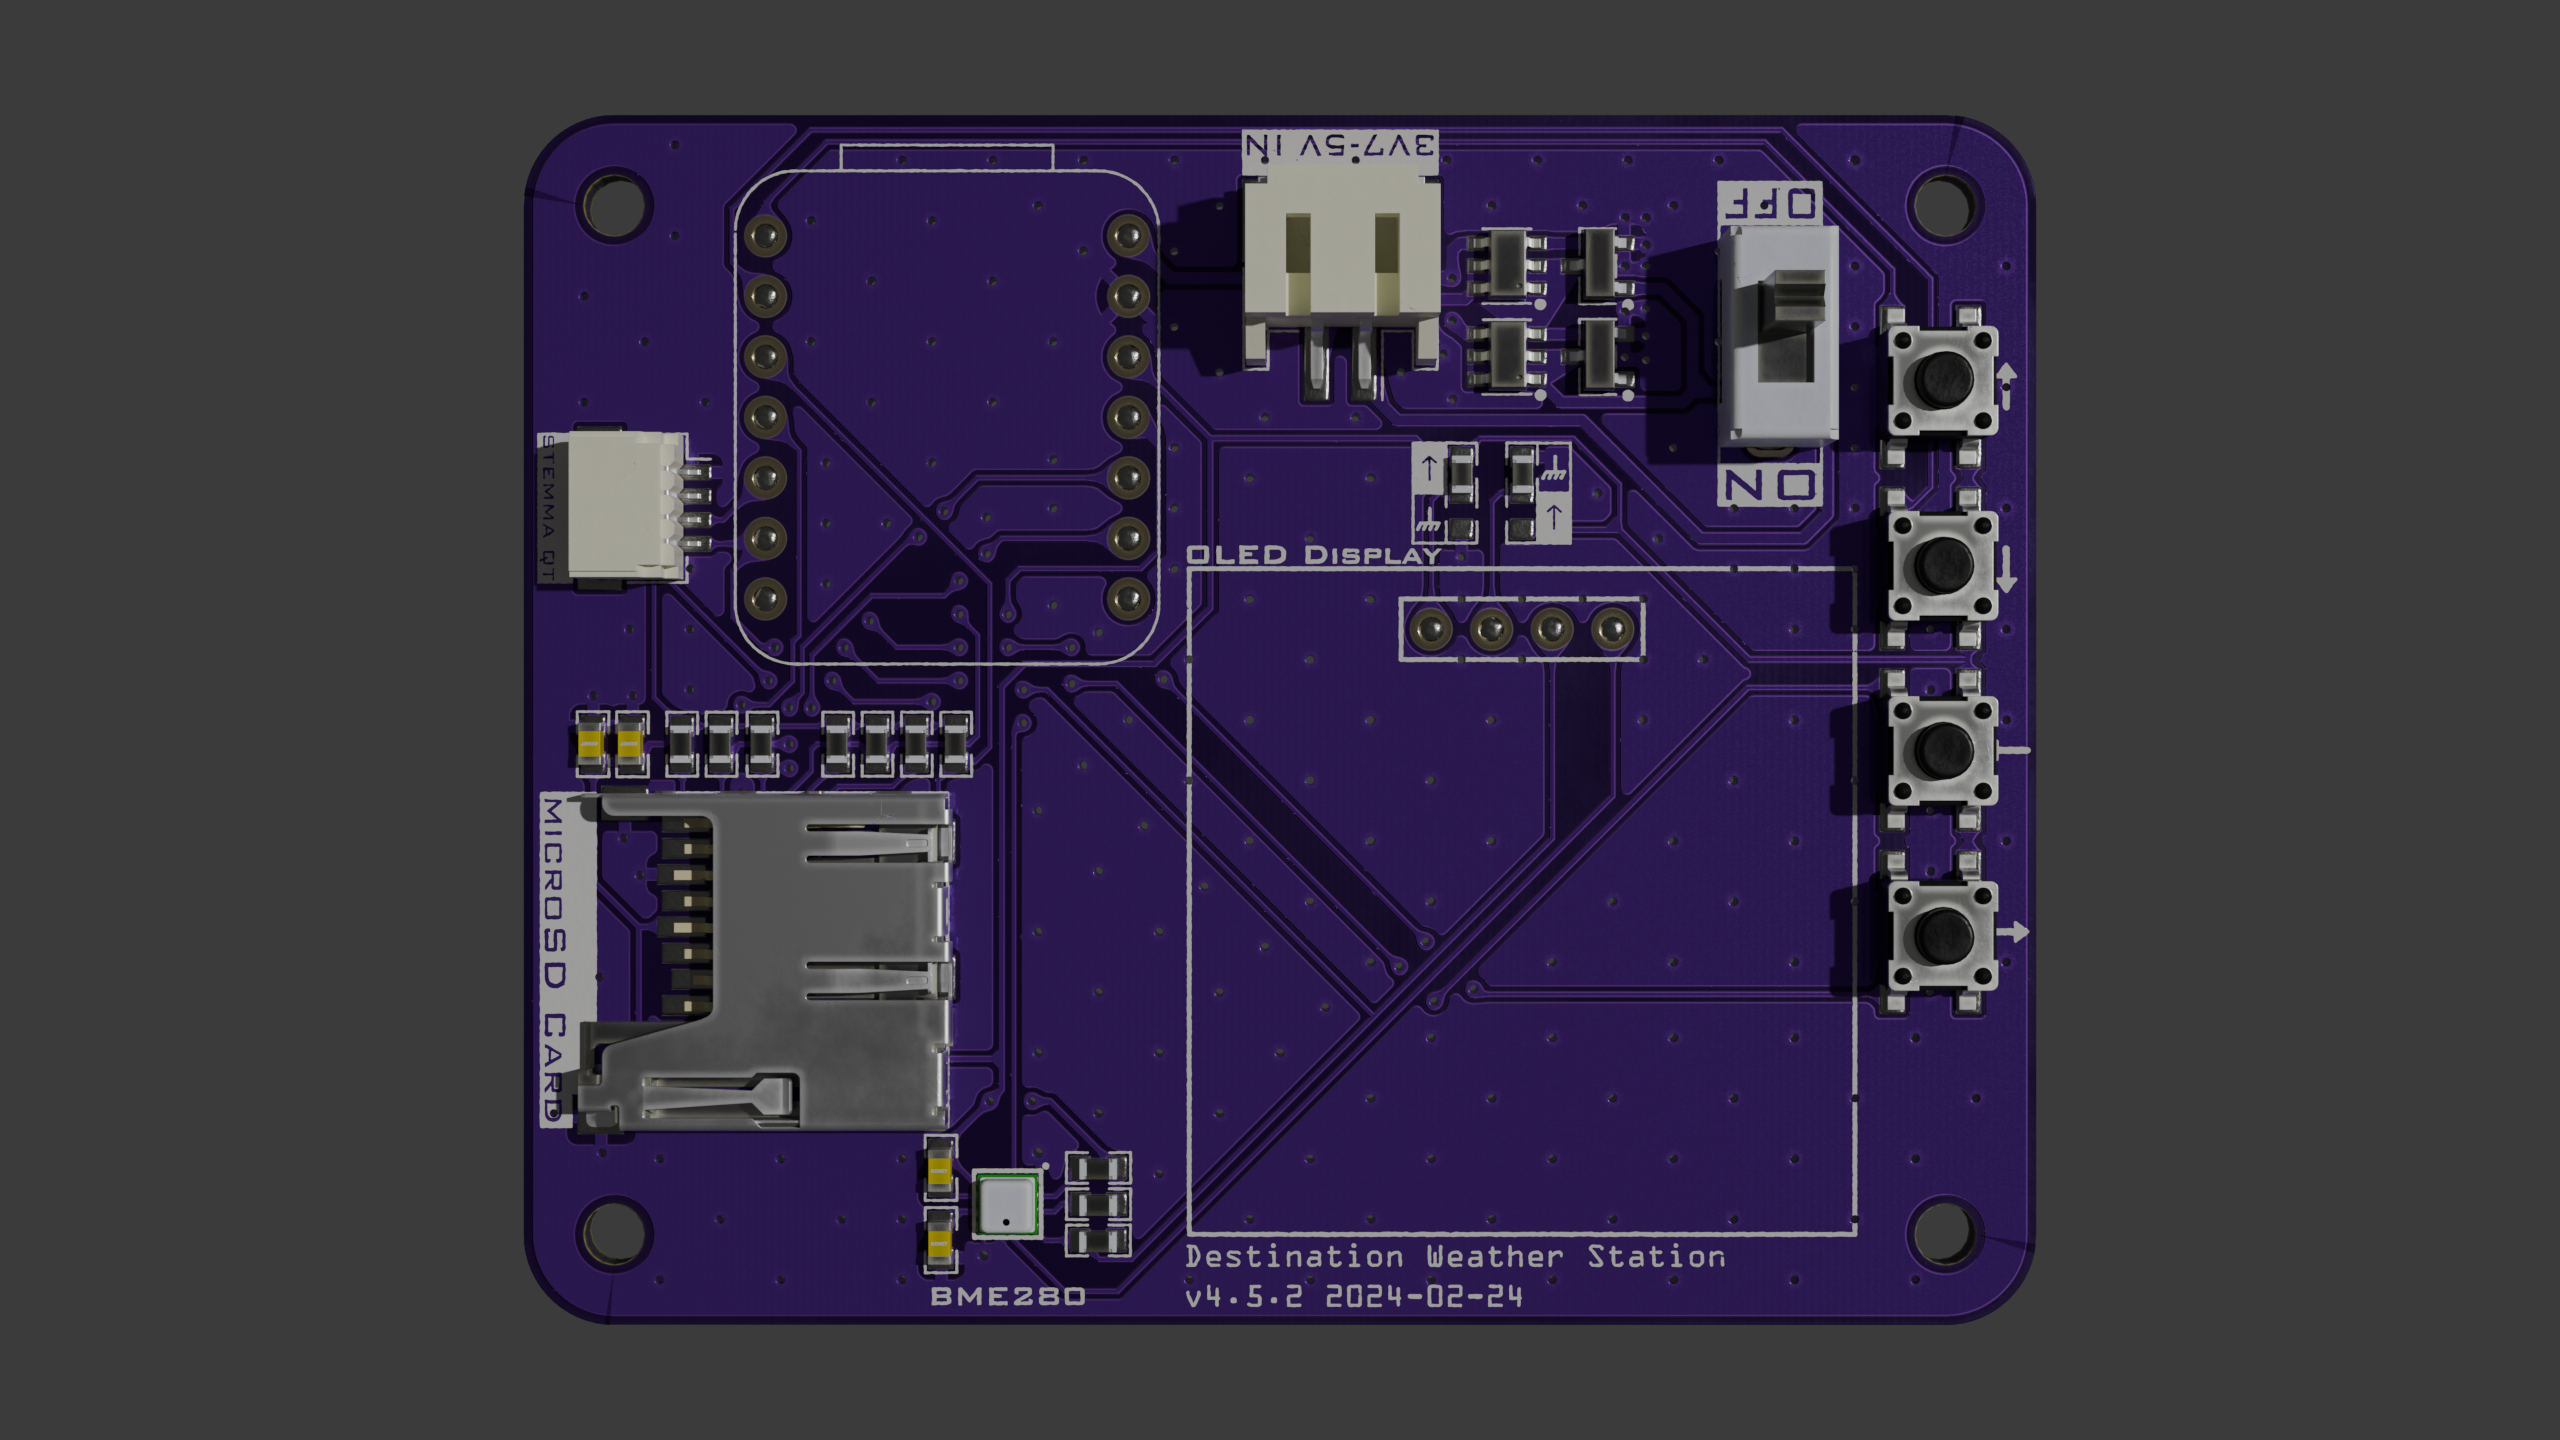 3V7-5V IN
OFF
ON
STEMMA QT
OLED Display
MicroSD Card
Destination Weather Station
v4.5.2 2024-02-24
BME280